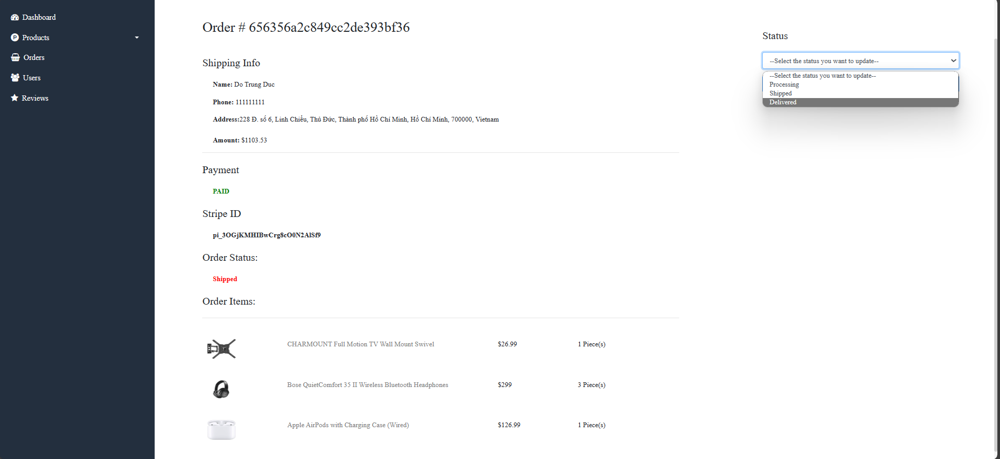 Dashboard
Products
Orders
Users
Reviews
Order # 656356a2c849cc2de393bf36
Shipping Info
Name: Do Trung Duc
Phone: 111111111
Address:228 Đ. số 6, Linh Chiểu, Thủ Đức, Thành phố Hồ Chí Minh, Hồ Chí Minh, 700000, Vietnam
Amount: $1103.53
Payment
PAID
Stripe ID
pi_3OGjKMHIBwCrg8cO0N2AlSf9
Order Status:
Shipped
Order Items:
CHARMOUNT Full Motion TV Wall Mount Swivel $26.99 1 Piece(s)
Bose QuietComfort 35 II Wireless Bluetooth Headphones $299 3 Piece(s)
Apple AirPods with Charging Case (Wired) $126.99 1 Piece(s)
Status
--Select the status you want to update--
--Select the status you want to update--
Processing
Shipped
Delivered